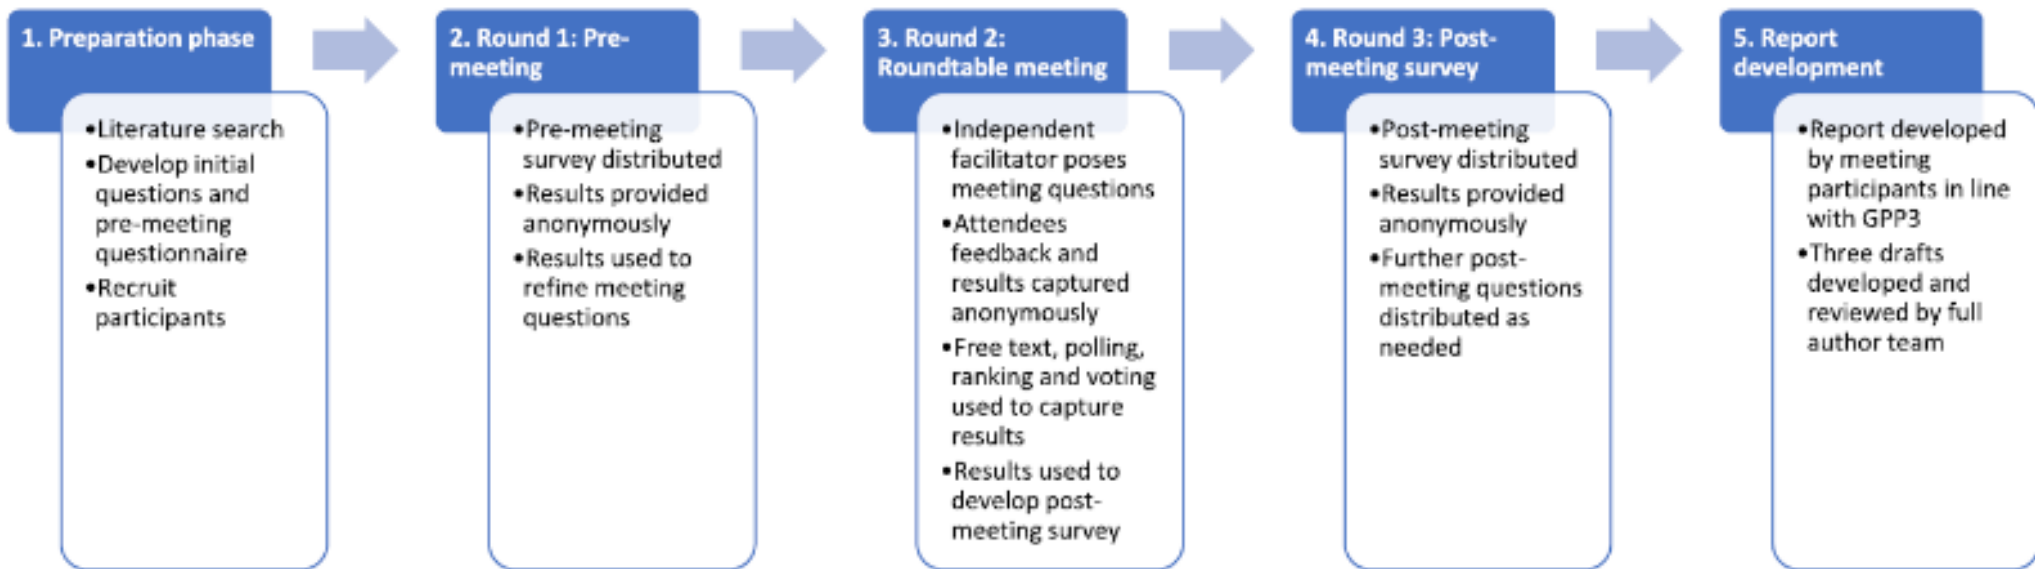 1. Preparation phase
•Literature search
•Develop initial
questions and
pre-meeting
questionnaire
•Recruit
participants
2. Round 1: Pre-
meeting
•Pre-meeting
survey distributed
•Results provided
anonymously
•Results used to
refine meeting
questions
3. Round 2:
Roundtable meeting
•Independent
facilitator poses
meeting questions
•Attendees
feedback and
results captured
anonymously
•Free text, polling,
ranking and voting
used to capture
results
•Results used to
develop post-
meeting survey
4. Round 3: Post-
meeting survey
•Post-meeting
survey distributed
•Results provided
anonymously
•Further post-
meeting questions
distributed as
needed
5. Report
development
•Report developed
by meeting
participants in line
with GPP3
•Three drafts
developed and
reviewed by full
author team